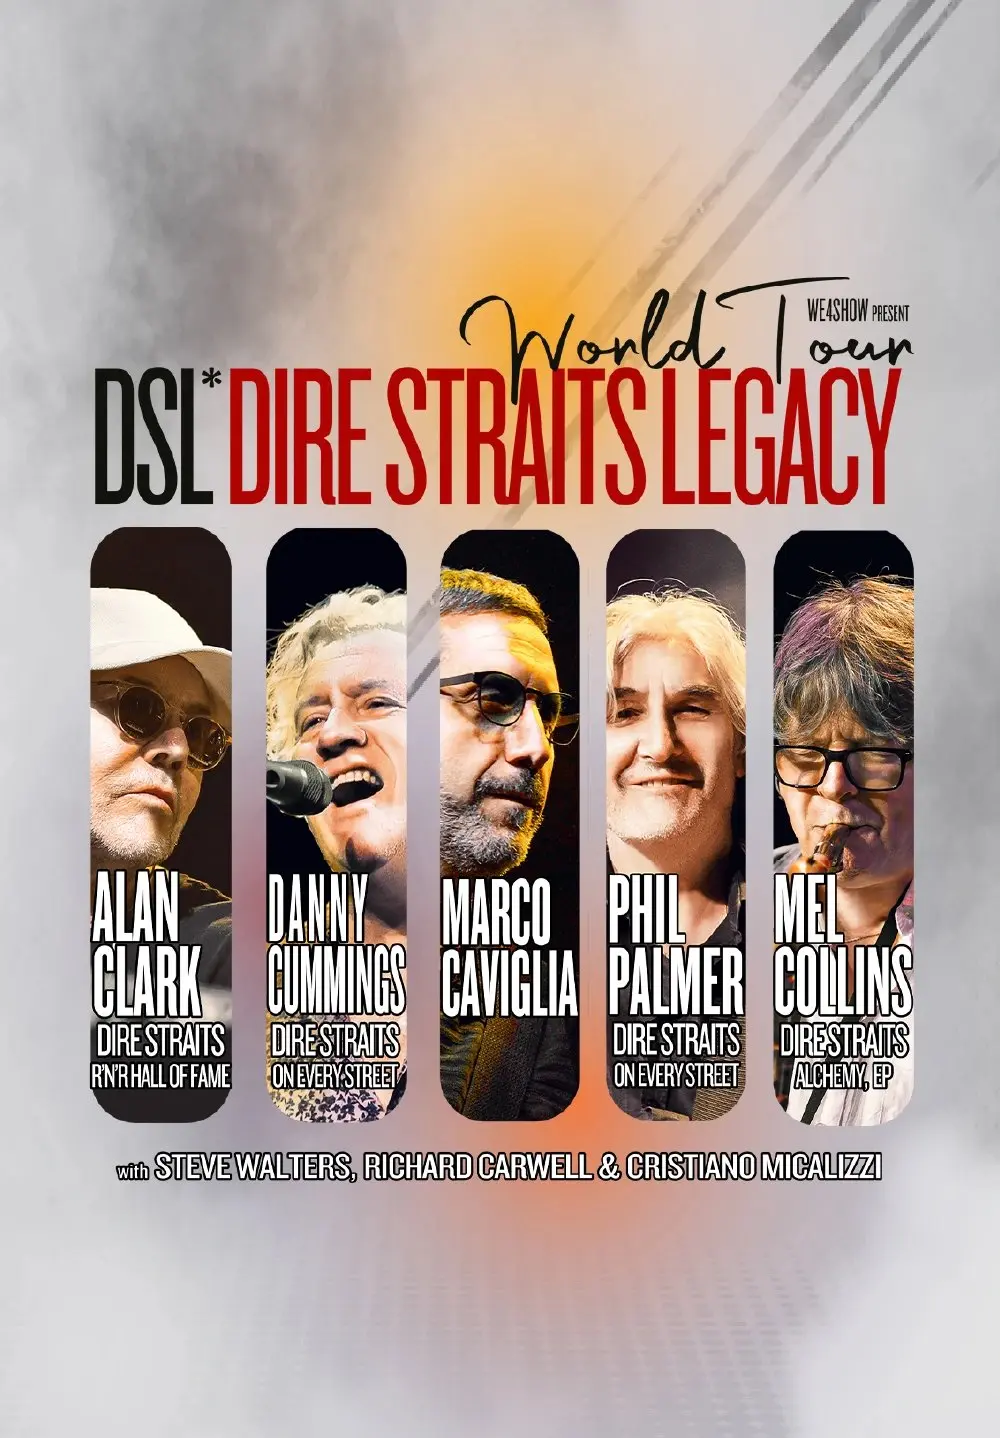 World Tour
WE4SHOW PRESENT
DSL* DIRE STRAITS LEGACY
ALAN
CLARK
DIRE STRAITS
R'N'R HALL OF FAME
DANNY
CUMMINGS
DIRE STRAITS
ON EVERY STREET
MARCO
CAVIGLIA
PHIL
PALMER
DIRE STRAITS
ON EVERY STREET
MEL
COLLINS
DIRE STRAITS
ALCHEMY, EP
with STEVE WALTERS, RICHARD CARWELL & CRISTIANO MICALIZZI